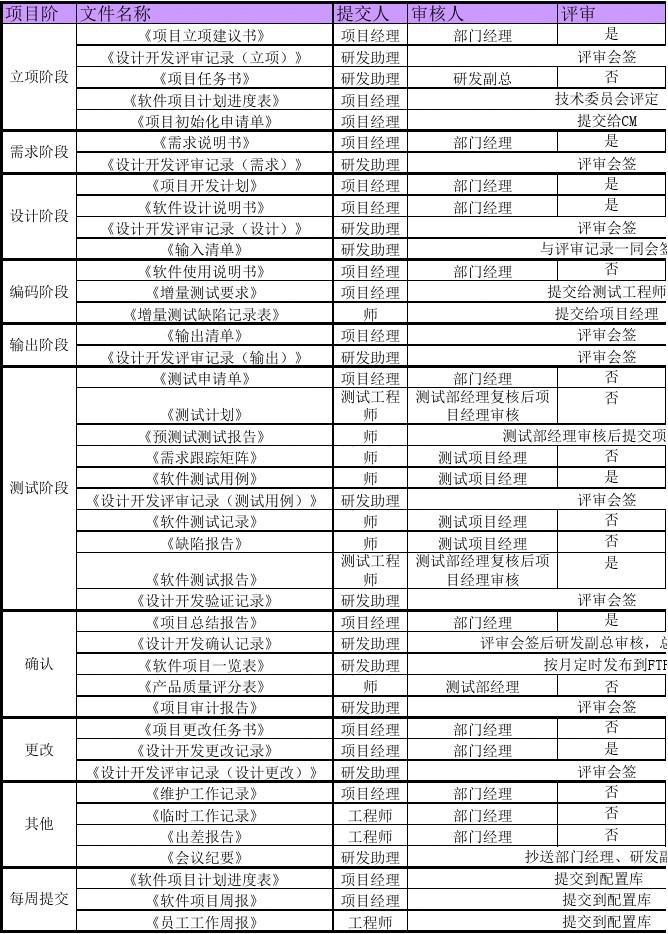 项目阶 文件名称 提交人 审核人 评审
立项阶段 《项目立项建议书》 项目经理 部门经理 是
《设计开发评审记录（立项）》 研发助理 评审会签
《项目任务书》 研发助理 研发副总 否
《软件项目计划进度表》 项目经理 技术委员会评定
《项目初始化申请单》 项目经理 提交给CM
需求阶段 《需求说明书》 项目经理 部门经理 是
《设计开发评审记录（需求）》 研发助理 评审会签
设计阶段 《项目开发计划》 项目经理 部门经理 是
《软件设计说明书》 项目经理 部门经理 是
《设计开发评审记录（设计）》 研发助理 评审会签
《输入清单》 研发助理 与评审记录一同会签
编码阶段 《软件使用说明书》 项目经理 部门经理 否
《增量测试要求》 项目经理 提交给测试工程师
《增量测试缺陷记录表》 师 提交给项目经理
输出阶段 《输出清单》 项目经理 评审会签
《设计开发评审记录（输出）》 研发助理 评审会签
测试阶段 《测试申请单》 项目经理 部门经理 否
《测试计划》 测试工程师 测试部经理复核后项目经理审核 否
《预测试测试报告》 师 测试部经理审核后提交项
《需求跟踪矩阵》 师 测试项目经理 否
《软件测试用例》 师 测试项目经理 是
《设计开发评审记录（测试用例）》 研发助理 评审会签
《软件测试记录》 师 测试项目经理 否
《缺陷报告》 师 测试项目经理 否
《软件测试报告》 测试工程师 测试部经理复核后项目经理审核 是
《设计开发验证记录》 研发助理 评审会签
确认 《项目总结报告》 项目经理 部门经理 是
《设计开发确认记录》 研发助理 评审会签后研发副总审核，总
《软件项目一览表》 研发助理 按月定时发布到FTP
《产品质量评分表》 师 测试部经理 否
《项目审计报告》 研发助理 评审会签
更改 《项目更改任务书》 项目经理 部门经理 否
《设计开发更改记录》 项目经理 部门经理 是
《设计开发评审记录（设计更改）》 研发助理 评审会签
其他 《维护工作记录》 项目经理 部门经理 否
《临时工作记录》 工程师 部门经理 否
《出差报告》 工程师 部门经理 否
《会议纪要》 研发助理 抄送部门经理、研发副
每周提交 《软件项目计划进度表》 项目经理 提交到配置库
《软件项目周报》 项目经理 提交到配置库
《员工工作周报》 工程师 提交到配置库